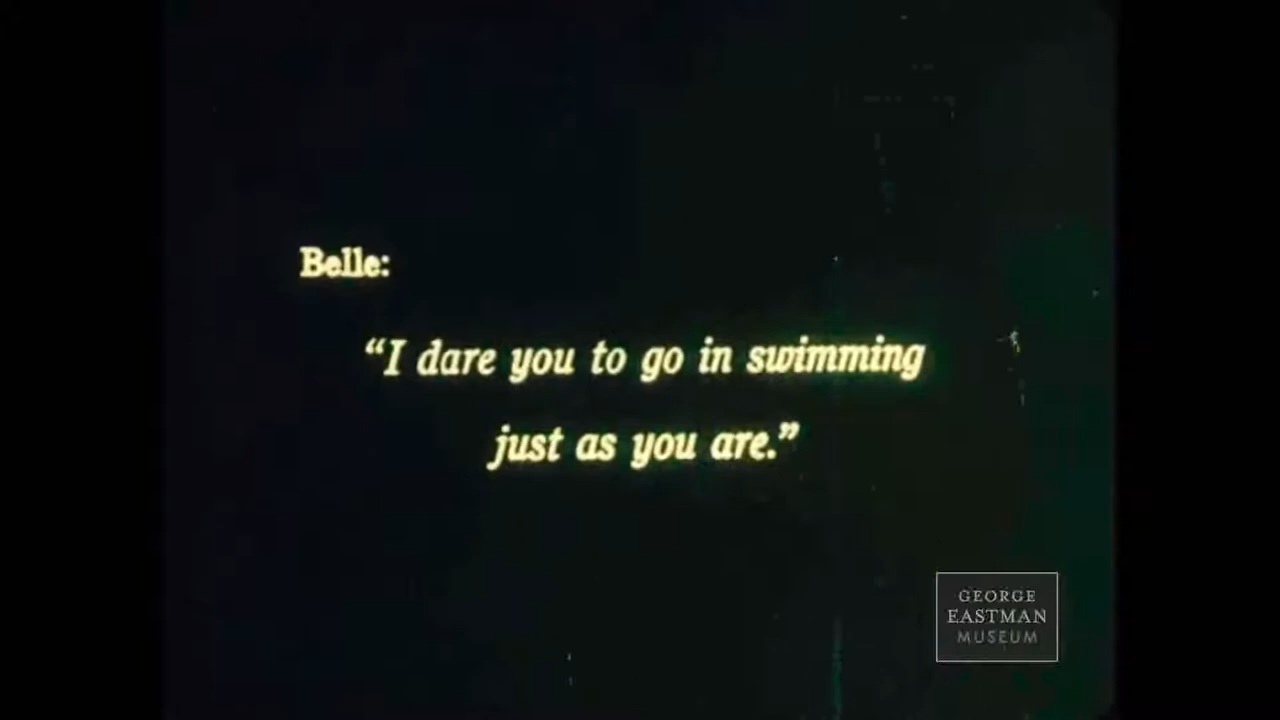 Belle:
“I dare you to go in swimming
just as you are.”
GEORGE
EASTMAN
MUSEUM